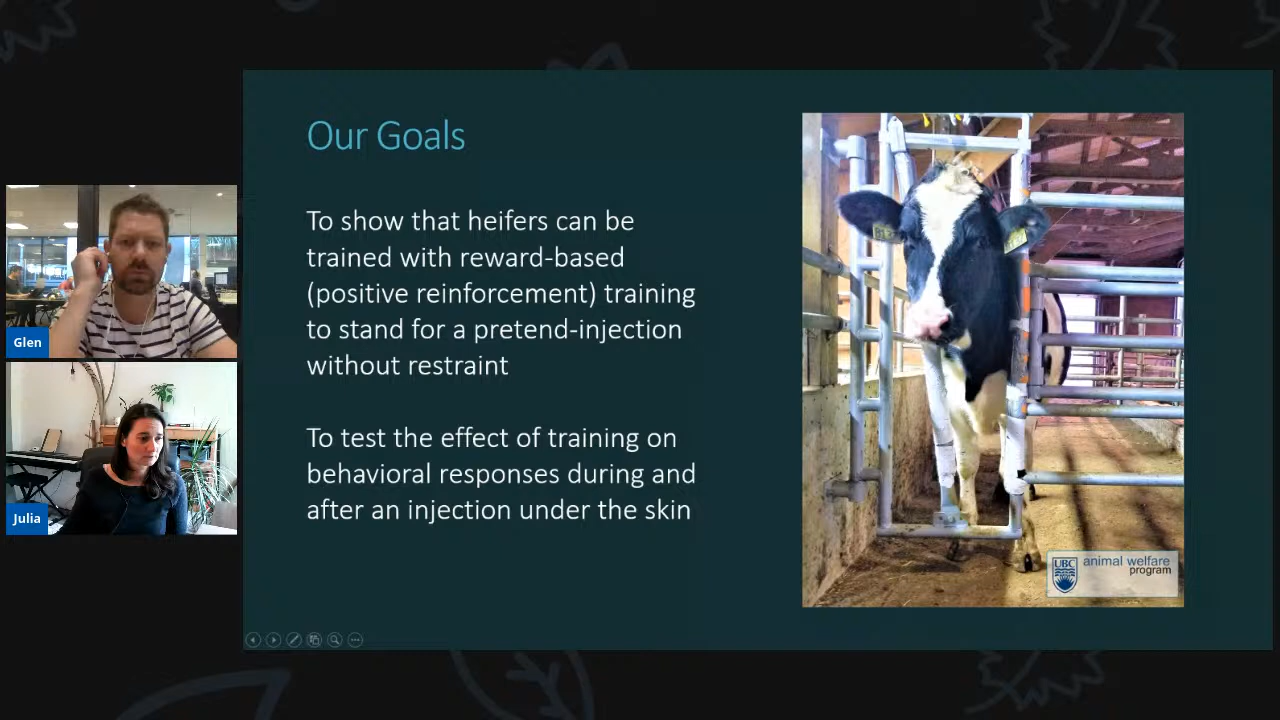 Our Goals
To show that heifers can be
trained with reward-based
(positive reinforcement) training
to stand for a pretend-injection
without restraint
To test the effect of training on
behavioral responses during and
after an injection under the skin
Glen
Julia
UBC
animal welfare
program